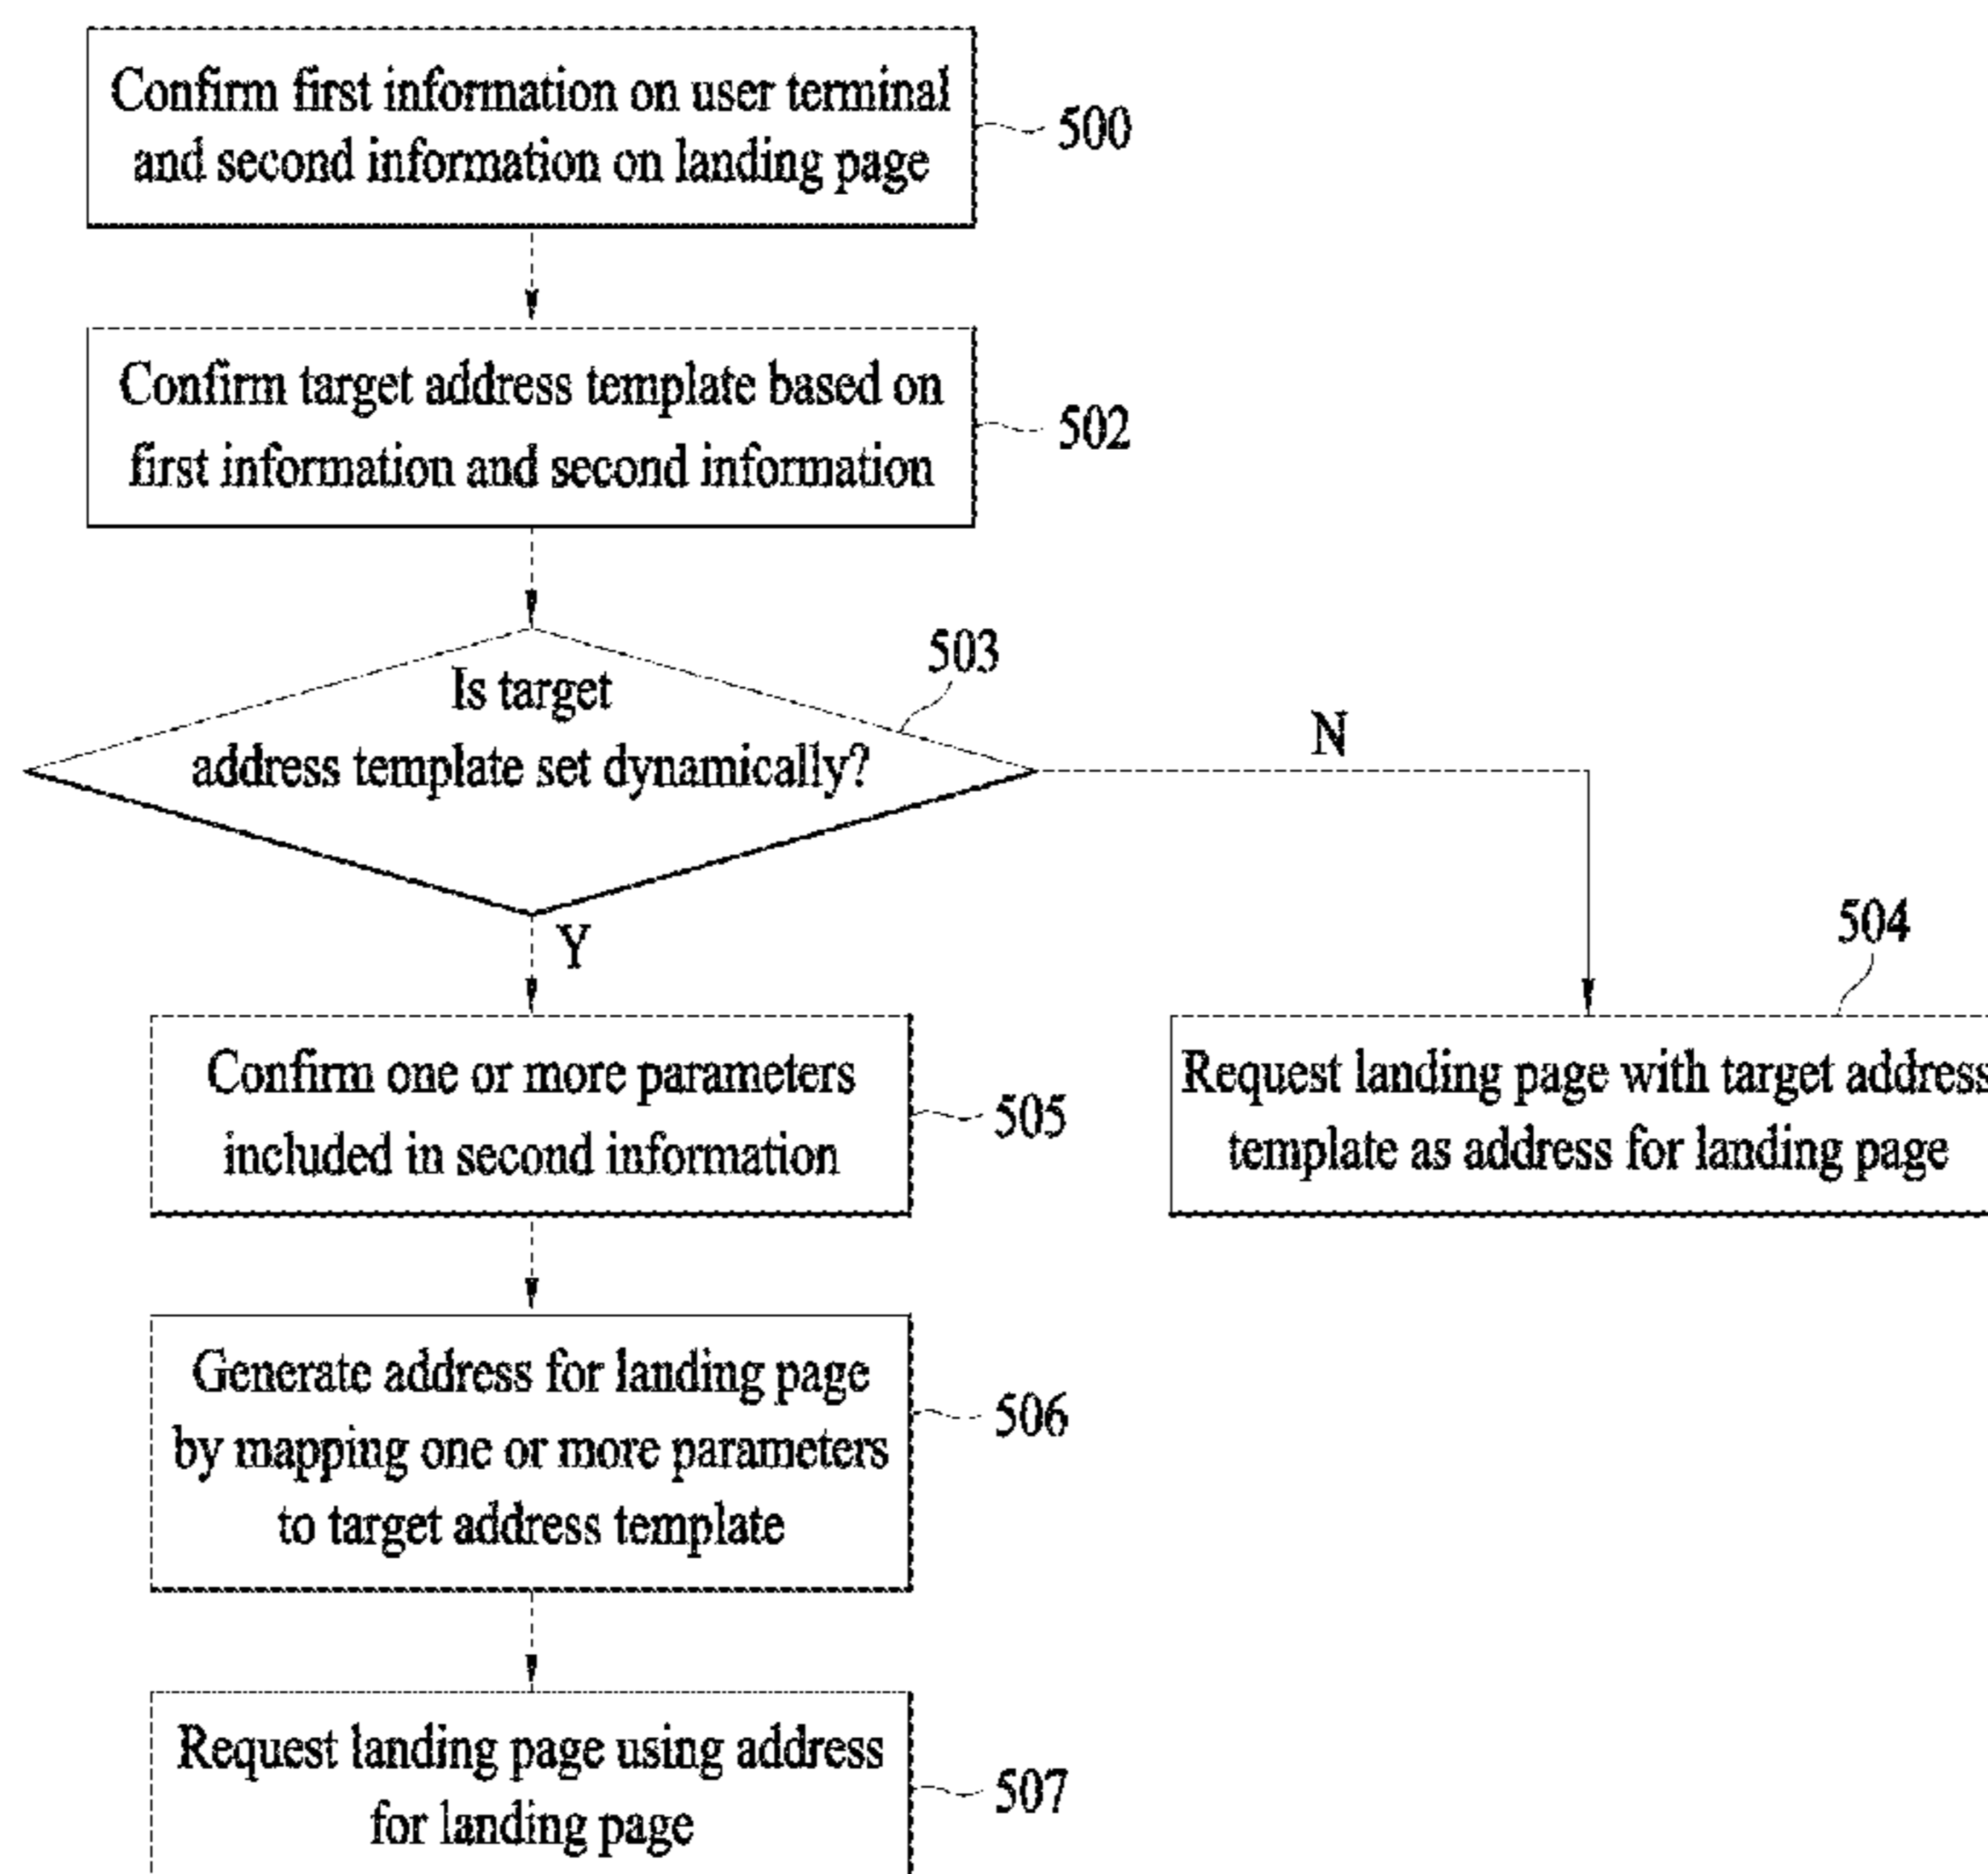 Confirm first information on user terminal
and second information on landing page
500
Confirm target address template based on
first information and second information
502
Is target
address template set dynamically?
503
N
Y
504
Request landing page with target address
template as address for landing page
Confirm one or more parameters
included in second information
505
Generate address for landing page
by mapping one or more parameters
to target address template
506
Request landing page using address
for landing page
507